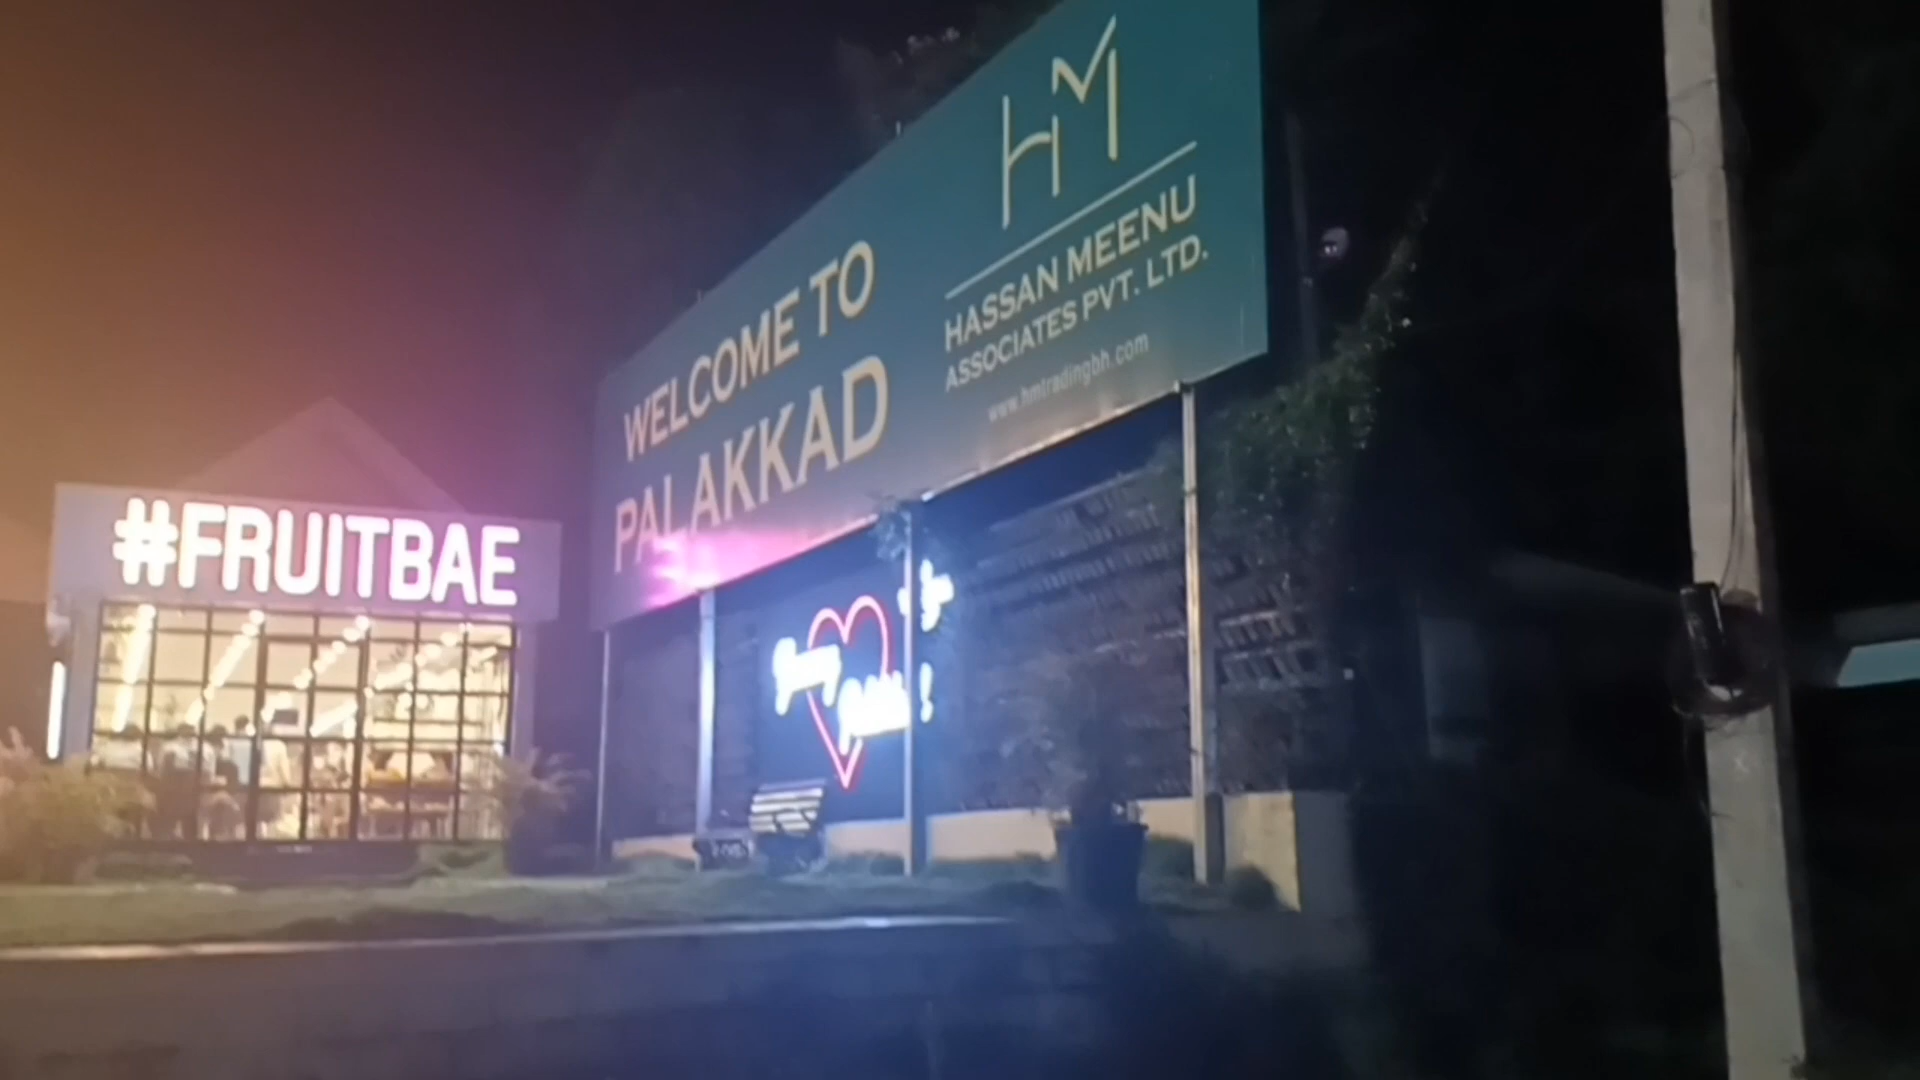 #FRUITBAE
WELCOME TO
PALAKKAD
HM
HASSAN MEENU
ASSOCIATES PVT. LTD.
www.hmtradingbh.com